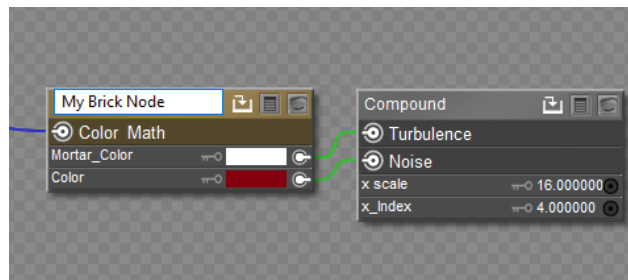 My Brick Node
Color Math
Mortar_Color
Color
Compound
Turbulence
Noise
x scale 16.000000
x_Index 4.000000